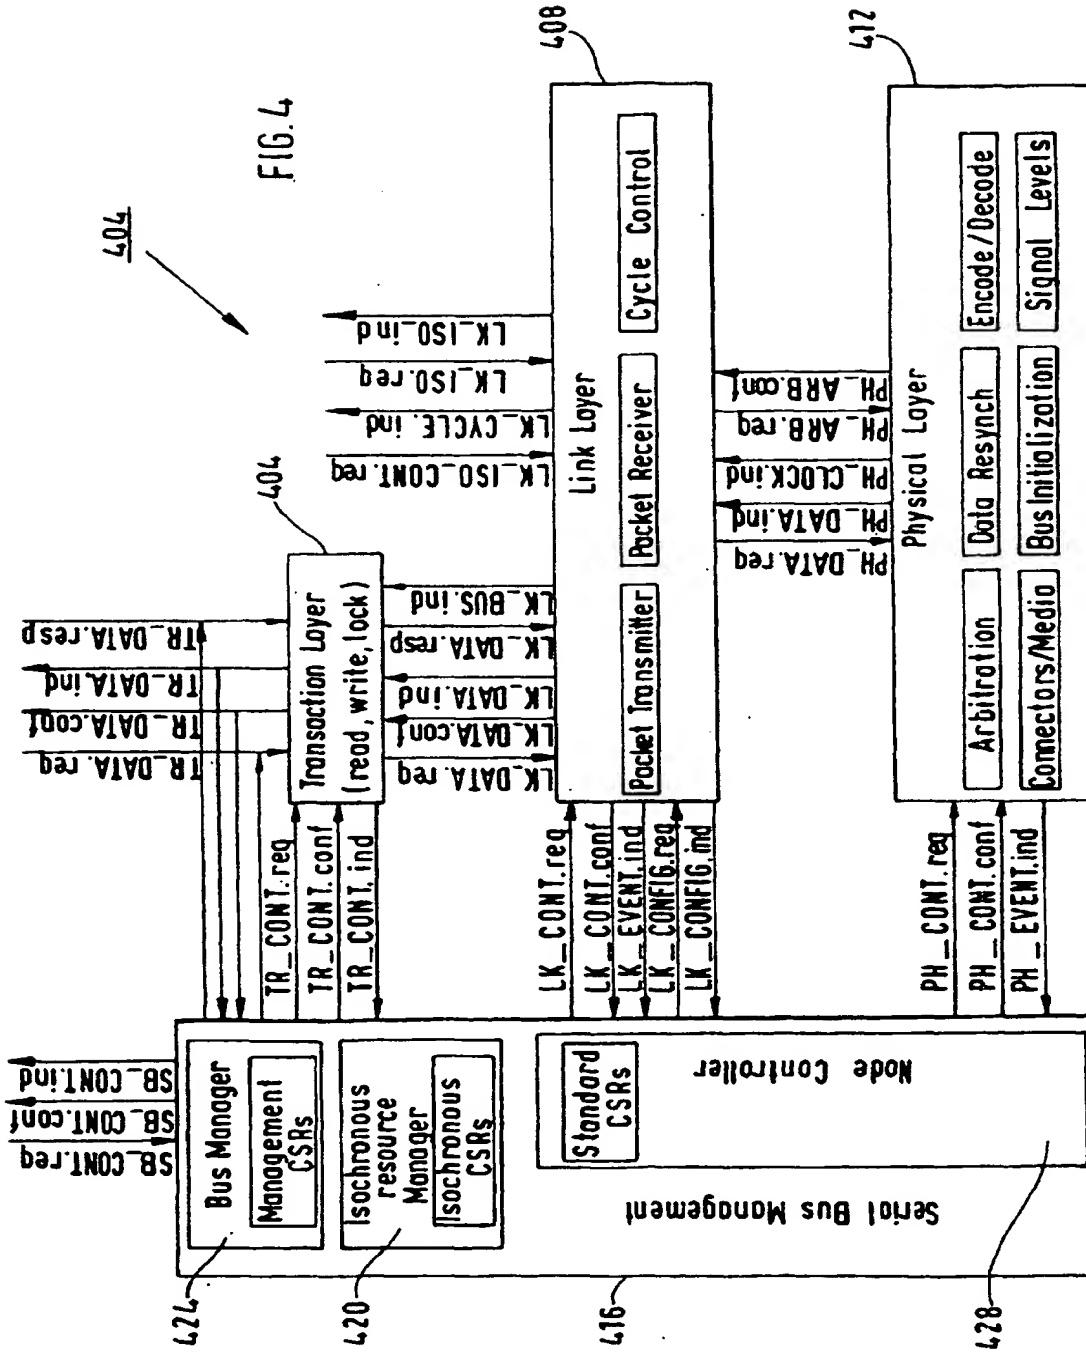 FIG.4
404
SB_CONT.req
SB_CONT.conf
SB_CONT.ind
TR_DATA.req
TR_DATA.conf
TR_DATA.ind
TR_DATA.resp
424
Bus Manager
Management
CSRs
TR_CONT.req
TR_CONT.conf
TR_CONT.ind
Transaction Layer
(read, write, lock)
404
420
Isochronous
resource
Manager
Isochronous
CSRs
LK_DATA.req
LK_DATA.conf
LK_DATA.ind
LK_DATA.resp
LK_BUS.ind
LK_ISO_CONT.req
LK_CYCLE.ind
LK_ISO.req
LK_ISO.ind
416
Serial Bus Management
Standard
CSRs
Node Controller
428
LK_CONT.req
LK_CONT.conf
LK_EVENT.ind
LK_CONFIG.req
LK_CONFIG.ind
Link Layer
408
Packet Transmitter
Packet Receiver
Cycle Control
PH_DATA.req
PH_DATA.ind
PH_CLOCK.ind
PH_ARB.req
PH_ARB.conf
PH_CONT.req
PH_CONT.conf
PH_EVENT.ind
Physical Layer
412
Arbitration
Data Resynch
Encode/Decode
Connectors/Media
Bus Initialization
Signal Levels